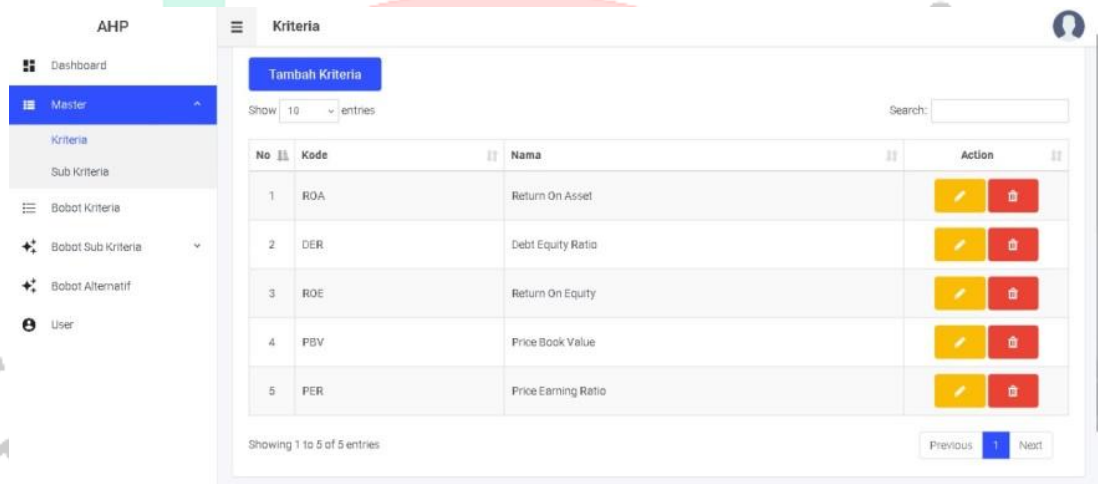 AHP
Kriteria
Dashboard
Tambah Kriteria
Master
Show 10 entries
Search:
Kriteria
Sub Kriteria
No Kode Nama Action
1 ROA Return On Asset
Bobot Kriteria
2 DER Debt Equity Ratio
Bobot Sub Kriteria
Bobot Alternatif
3 ROE Return On Equity
User
4 PBV Price Book Value
5 PER Price Earning Ratio
Showing 1 to 5 of 5 entries
Previous 1 Next